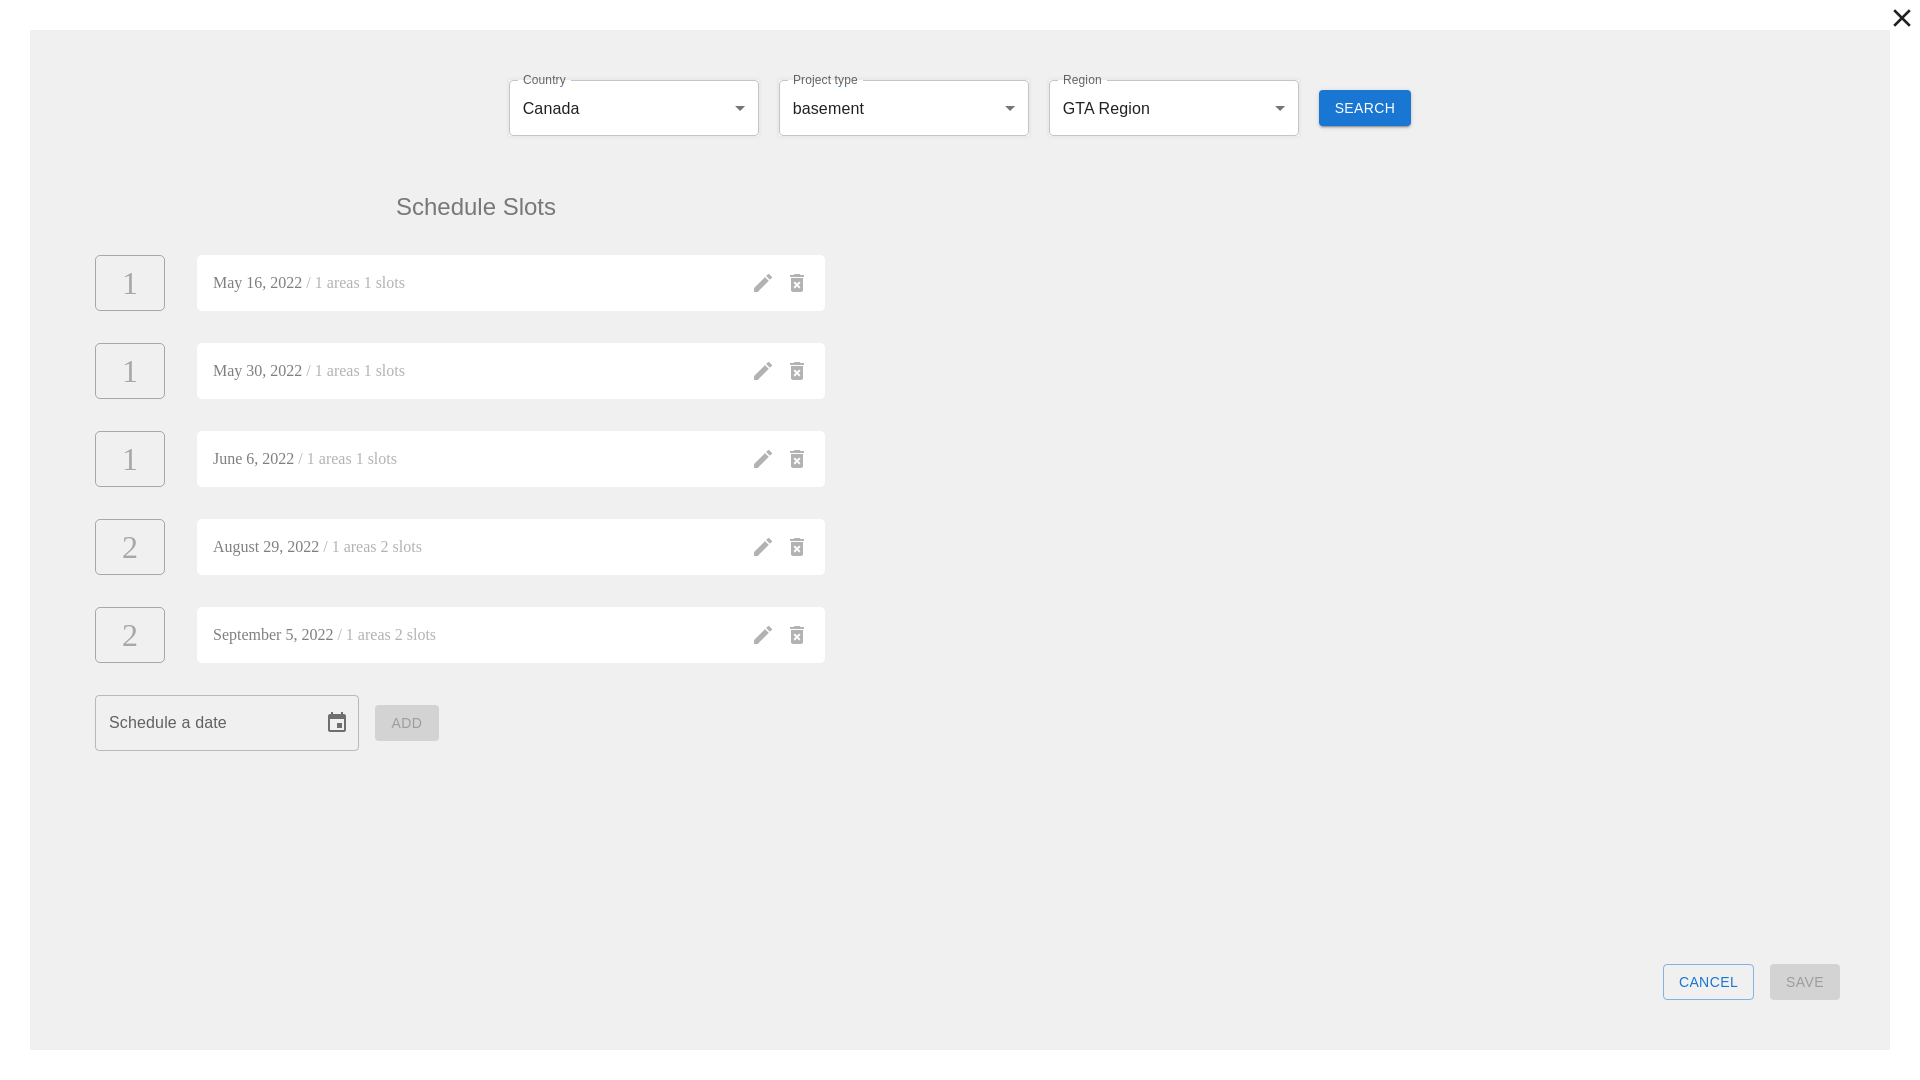 Country
Canada
Project type
basement
Region
GTA Region
SEARCH
Schedule Slots
1
May 16, 2022 / 1 areas 1 slots
1
May 30, 2022 / 1 areas 1 slots
1
June 6, 2022 / 1 areas 1 slots
2
August 29, 2022 / 1 areas 2 slots
2
September 5, 2022 / 1 areas 2 slots
Schedule a date
ADD
CANCEL
SAVE